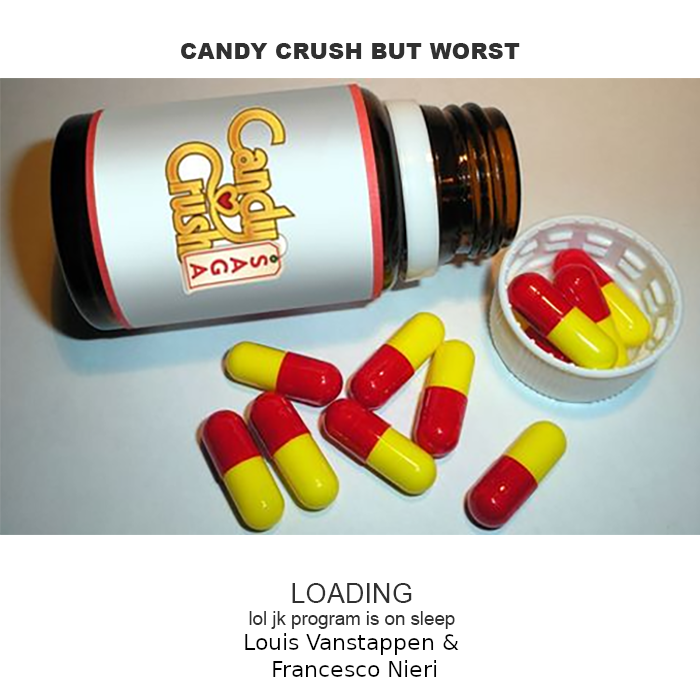 CANDY CRUSH BUT WORST
Candy
Crush
SAGA
LOADING
lol jk program is on sleep
Louis Vanstappen &
Francesco Nieri